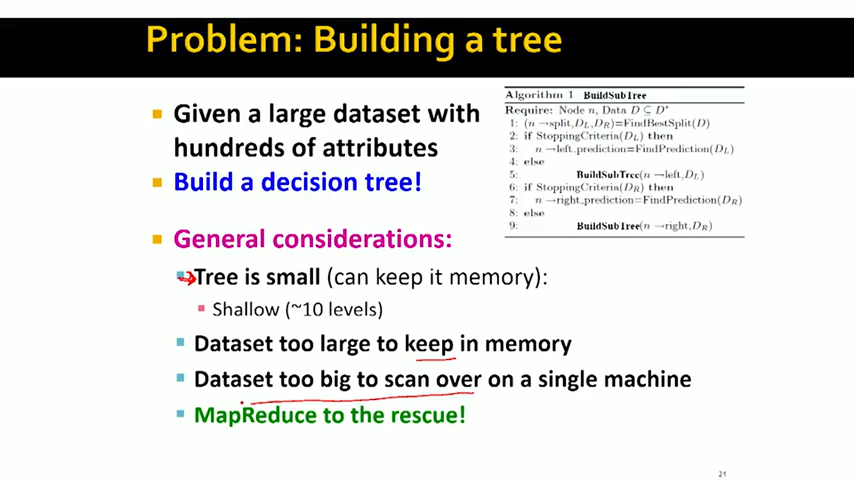 Problem: Building a tree
Given a large dataset with
hundreds of attributes
Build a decision tree!
General considerations:
Tree is small (can keep it memory):
Shallow (~10 levels)
Dataset too large to keep in memory
Dataset too big to scan over on a single machine
MapReduce to the rescue!
Algorithm 1 BuildSubTree
Require: Node n, Data D ⊆ D*
1: (n →split,D_L,D_R)=FindBestSplit(D)
2: if StoppingCriteria(D_L) then
3: n →left_prediction=FindPrediction(D_L)
4: else
5: BuildSubTree(n →left,D_L)
6: if StoppingCriteria(D_R) then
7: n →right_prediction=FindPrediction(D_R)
8: else
9: BuildSubTree(n →right,D_R)
24